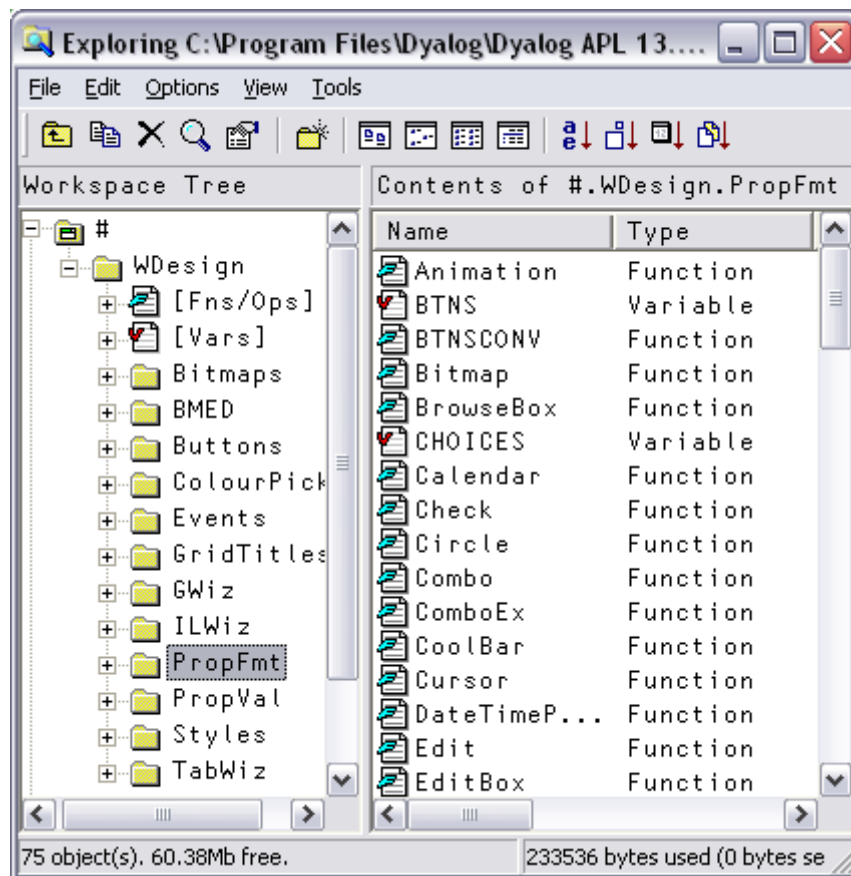 Exploring C:\Program Files\Dyalog\Dyalog APL 13....
File Edit Options View Tools
Workspace Tree
#
WDesign
[Fns/Ops]
[Vars]
Bitmaps
BMED
Buttons
ColourPick
Events
GridTitles
GWiz
ILWiz
PropFmt
PropVal
Styles
TabWiz
Contents of #.WDesign.PropFmt
Name Type
Animation Function
BTNS Variable
BTNSCONV Function
Bitmap Function
BrowseBox Function
CHOICES Variable
Calendar Function
Check Function
Circle Function
Combo Function
ComboEx Function
CoolBar Function
Cursor Function
DateTimeP... Function
Edit Function
EditBox Function
75 object(s). 60.38Mb free.
233536 bytes used (0 bytes se